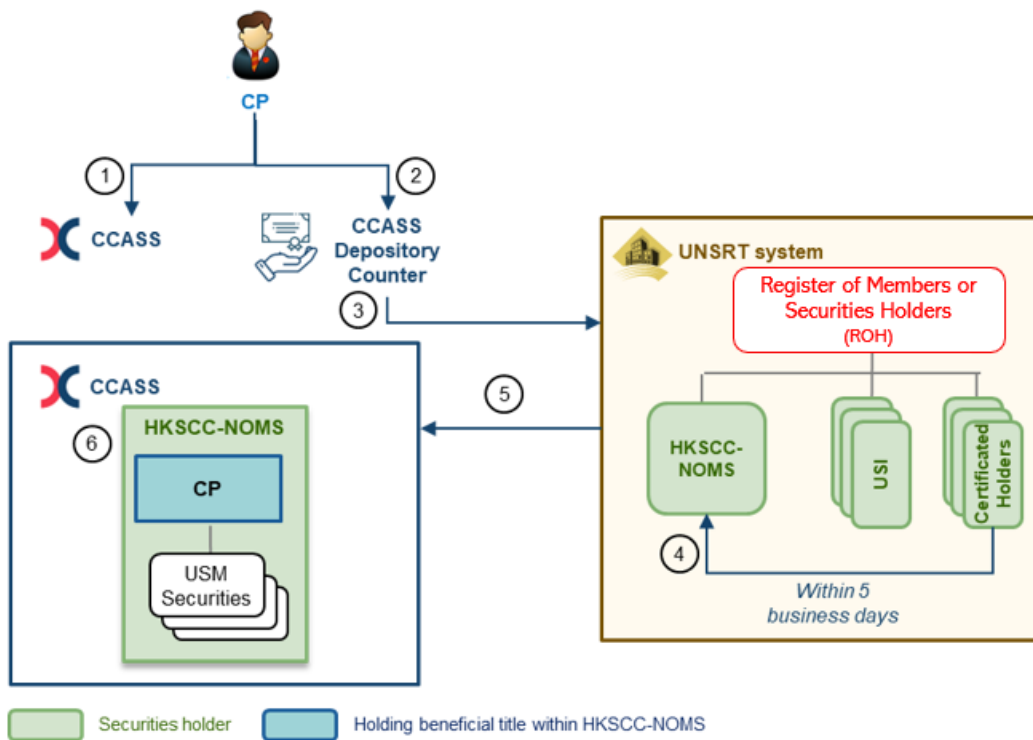 CP
1
2
CCASS
CCASS
Depository
Counter
3
UNSRT system
Register of Members or
Securities Holders
(ROH)
HKSCC-
NOMS
USI
Certificated
Holders
4
Within 5
business days
5
CCASS
6
HKSCC-NOMS
CP
USM
Securities
Securities holder
Holding beneficial title within HKSCC-NOMS